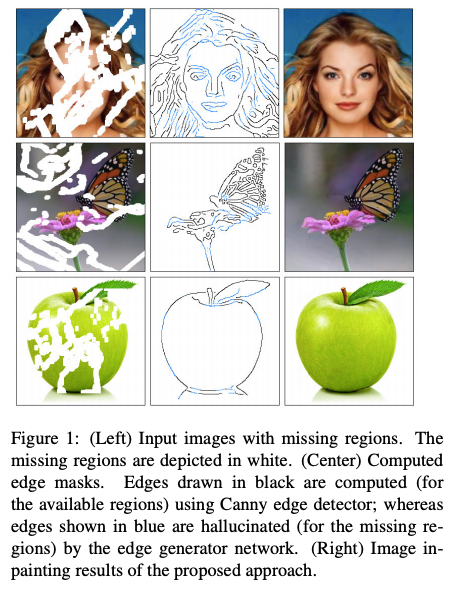 Figure 1: (Left) Input images with missing regions. The
missing regions are depicted in white. (Center) Computed
edge masks. Edges drawn in black are computed (for
the available regions) using Canny edge detector; whereas
edges shown in blue are hallucinated (for the missing re-
gions) by the edge generator network. (Right) Image in-
painting results of the proposed approach.